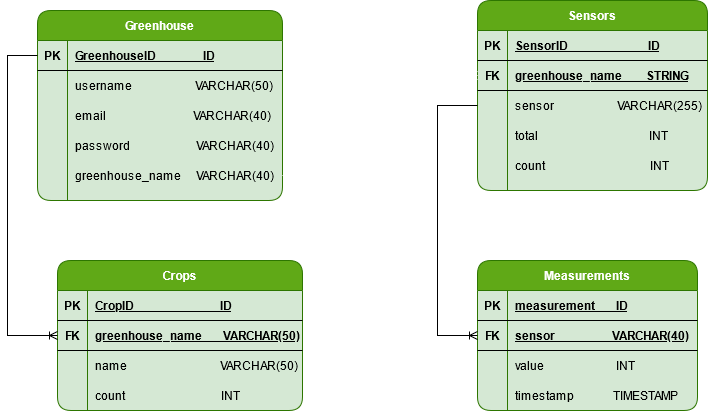 Greenhouse
PK GreenhouseID ID
username VARCHAR(50)
email VARCHAR(40)
password VARCHAR(40)
greenhouse_name VARCHAR(40)
Sensors
PK SensorID ID
FK greenhouse_name STRING
sensor VARCHAR(255)
total INT
count INT
Crops
PK CropID ID
FK greenhouse_name VARCHAR(50)
name VARCHAR(50)
count INT
Measurements
PK measurement ID
FK sensor VARCHAR(40)
value INT
timestamp TIMESTAMP